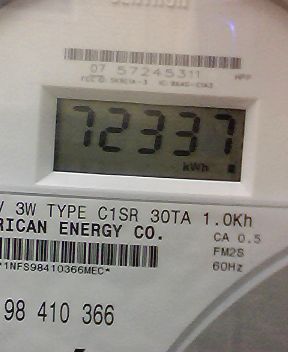 07 57245311 MPP
72337
kWh
V 3W TYPE C1SR 30TA 1.0Kh
RICAN ENERGY CO.
CA 0.5
FM2S
*1NFS98410366MEC*
60Hz
98 410 366